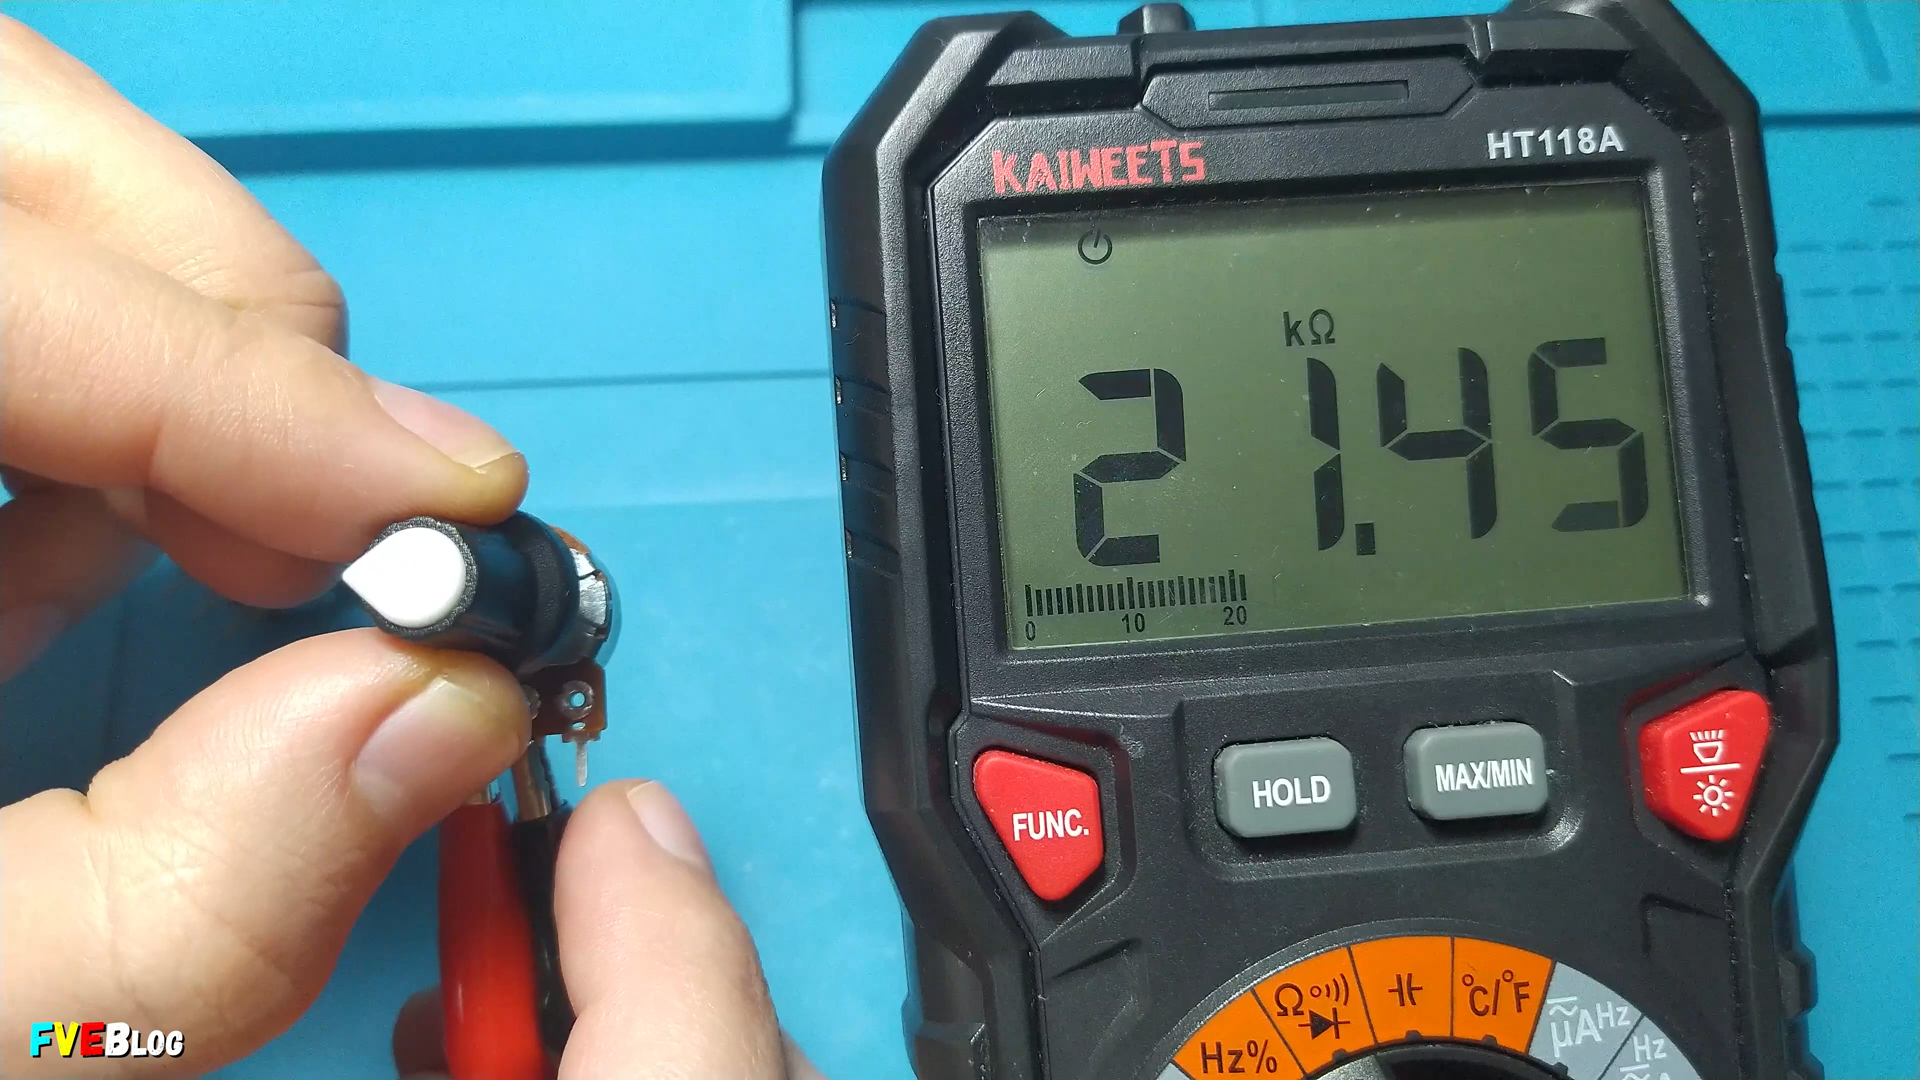 KAIWEETS
HT118A
kΩ
21.45
0 10 20
FUNC.
HOLD
MAX/MIN
Hz%
Ω
°C/°F
μA Hz
Hz
FVEBlog